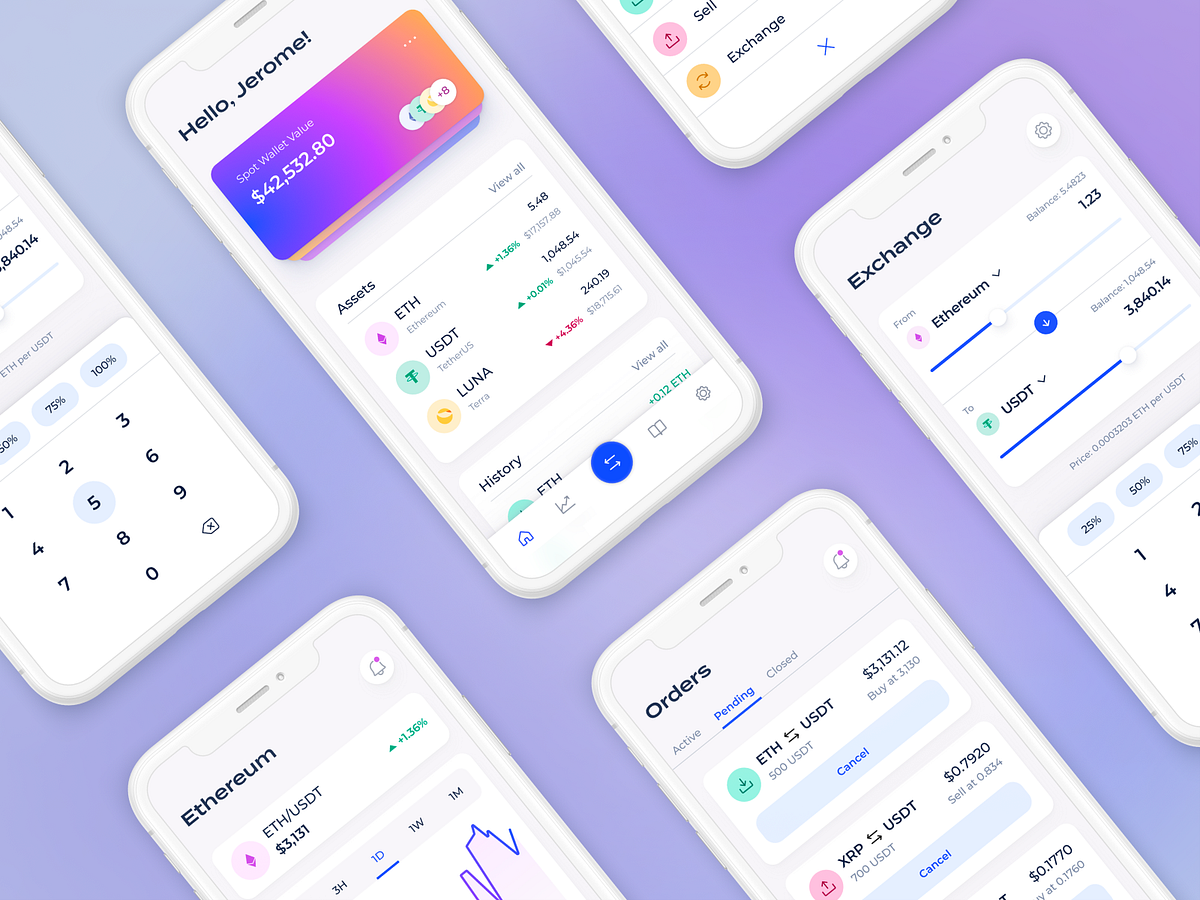 Hello, Jerome!
Spot Wallet Value
$42,532.80
+8
Assets
View all
ETH
Ethereum
5.48
+1.36%
$17,157.88
USDT
TetherUS
1,048.54
+0.01%
$1,045.54
LUNA
Terra
240.19
+4.36%
$18,715.61
History
View all
ETH
+0.12 ETH
Sell
Exchange
Exchange
From
Ethereum
Balance: 5.4823
1.23
To
USDT
Balance: 1,048.54
3,840.14
Price: 0.0003203 ETH per USDT
25%
50%
75%
1
2
4
7
048.54
3,840.14
ETH per USDT
50%
75%
100%
1
2
3
4
5
6
7
8
9
0
Ethereum
ETH/USDT
$3,131
+1.36%
3H
1D
1W
1M
Orders
Active
Pending
Closed
ETH ⇆ USDT
500 USDT
$3,131.12
Buy at 3,130
Cancel
XRP ⇆ USDT
700 USDT
$0.7920
Sell at 0.834
Cancel
$0.1770
Buy at 0.1760